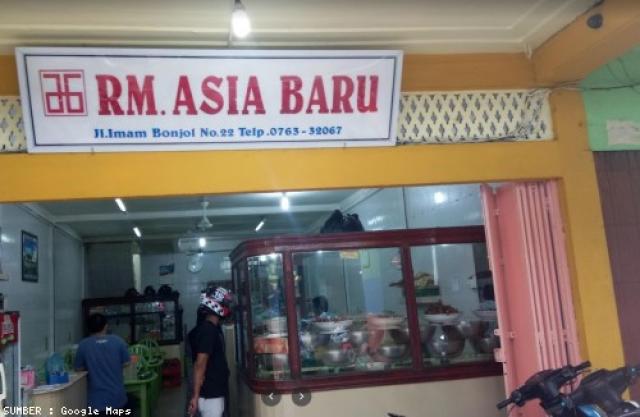 RM. ASIA BARU
Jl.Imam Bonjol No.22 Telp.0763-32067
SUMBER : Google Maps